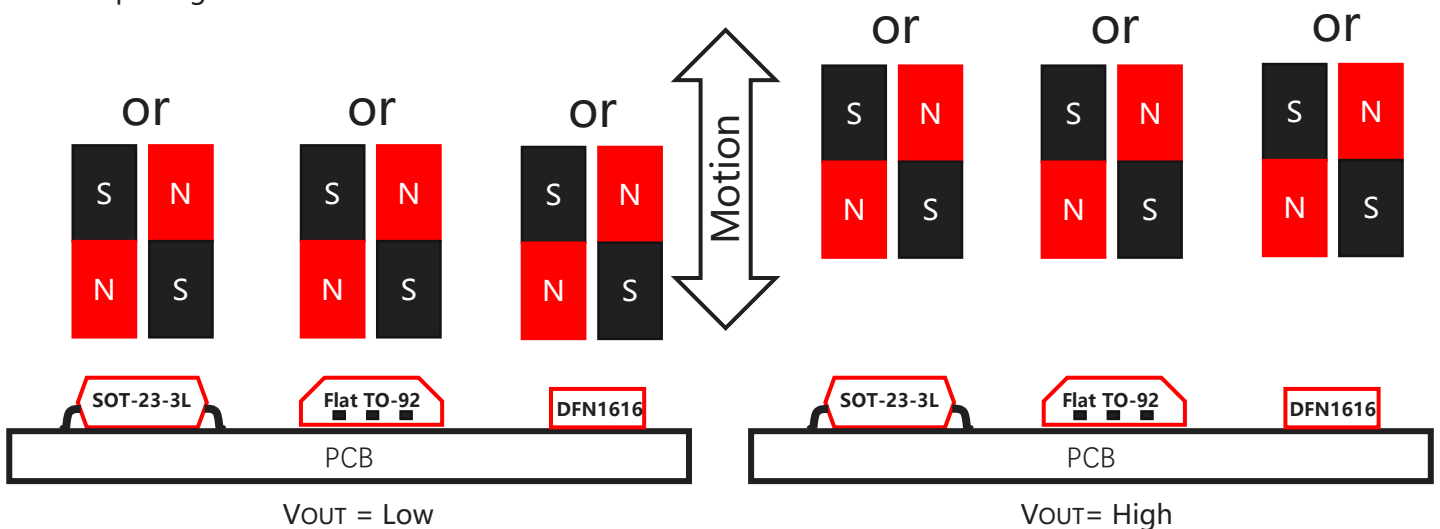 or or or
or or or
S N S N S N
S N S N S N
Motion
N S N S N S
N S N S N S
SOT-23-3L Flat TO-92 DFN1616
SOT-23-3L Flat TO-92 DFN1616
PCB
PCB
VOUT = Low
VOUT= High